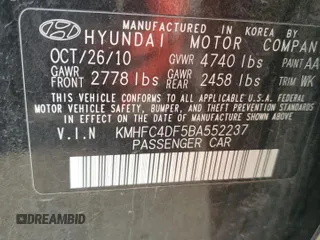 MANUFACTURED IN KOREA BY
HYUNDAI MOTOR COMPAN
OCT/26/10 GVWR 4740 lbs PAINT AA
GAWR FRONT 2778 lbs GAWR REAR 2458 lbs TRIM WK
THIS VEHICLE CONFORMS TO ALL APPLICABLE
FEDERAL MOTOR VEHICLE SAFETY, BUMPER, AND THEFT
PREVENTION STANDARDS IN EFFECT ON THE DATE
OF MANUFACTURE SHOWN ABOVE.
V.I.N KMHFC4DF5BA552237
PASSENGER CAR
DREAMBID